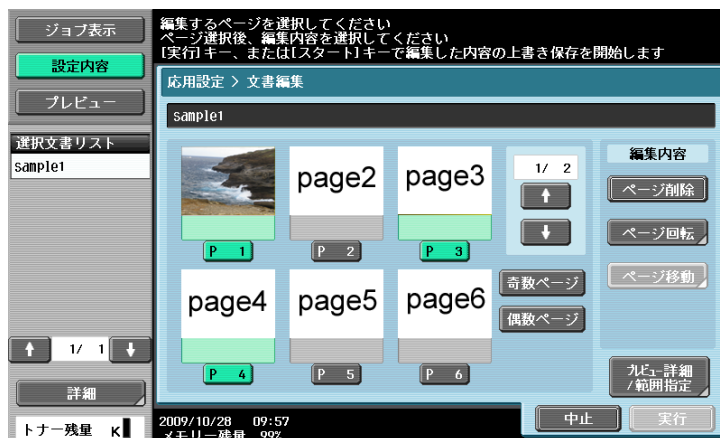 ジョブ表示
設定内容
プレビュー
選択文書リスト
sample1
1/ 1
詳細
トナー残量 K
編集するページを選択してください
ページ選択後、編集内容を選択してください
[実行]キー、または[スタート]キーで編集した内容の上書き保存を開始します
応用設定 > 文書編集
sample1
page2
page3
P 1
P 2
P 3
page4
page5
page6
P 4
P 5
P 6
1/ 2
奇数ページ
偶数ページ
編集内容
ページ削除
ページ回転
ページ移動
プレビュー詳細
/範囲指定
2009/10/28 09:57
メモリー残量 99%
中止
実行